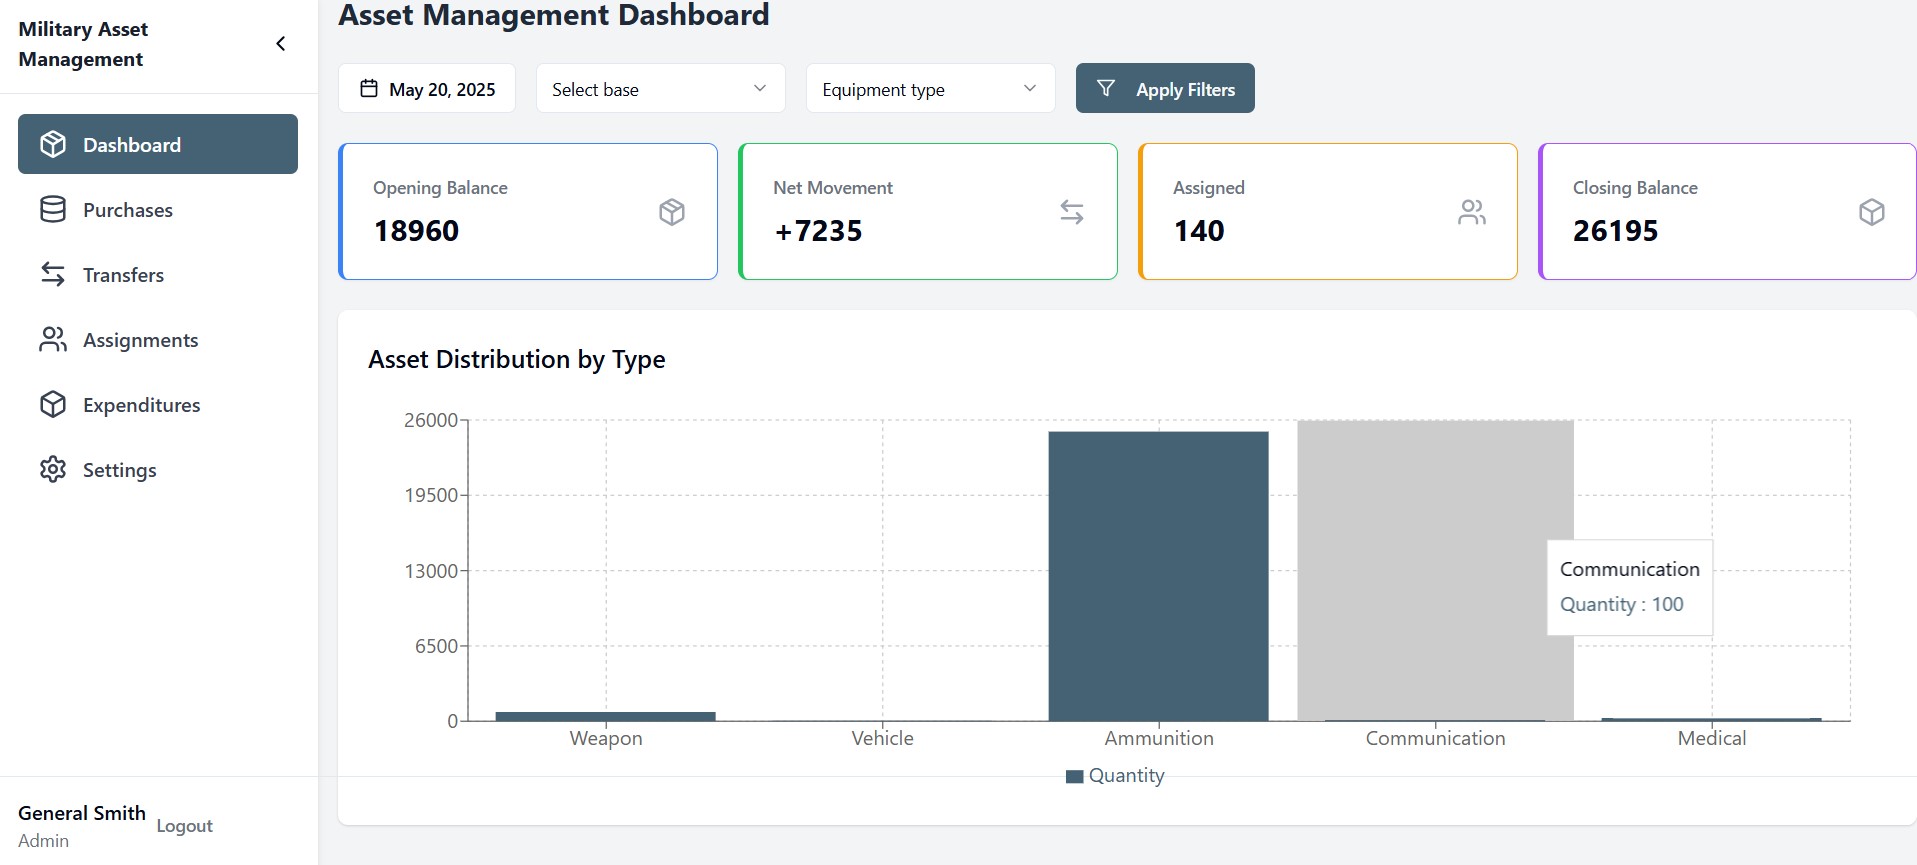 Military Asset
Management
Dashboard
Purchases
Transfers
Assignments
Expenditures
Settings
General Smith
Admin
Logout
Asset Management Dashboard
May 20, 2025
Select base
Equipment type
Apply Filters
Opening Balance
18960
Net Movement
+7235
Assigned
140
Closing Balance
26195
Asset Distribution by Type
26000
19500
13000
6500
0
Communication
Quantity : 100
Weapon
Vehicle
Ammunition
Communication
Medical
Quantity